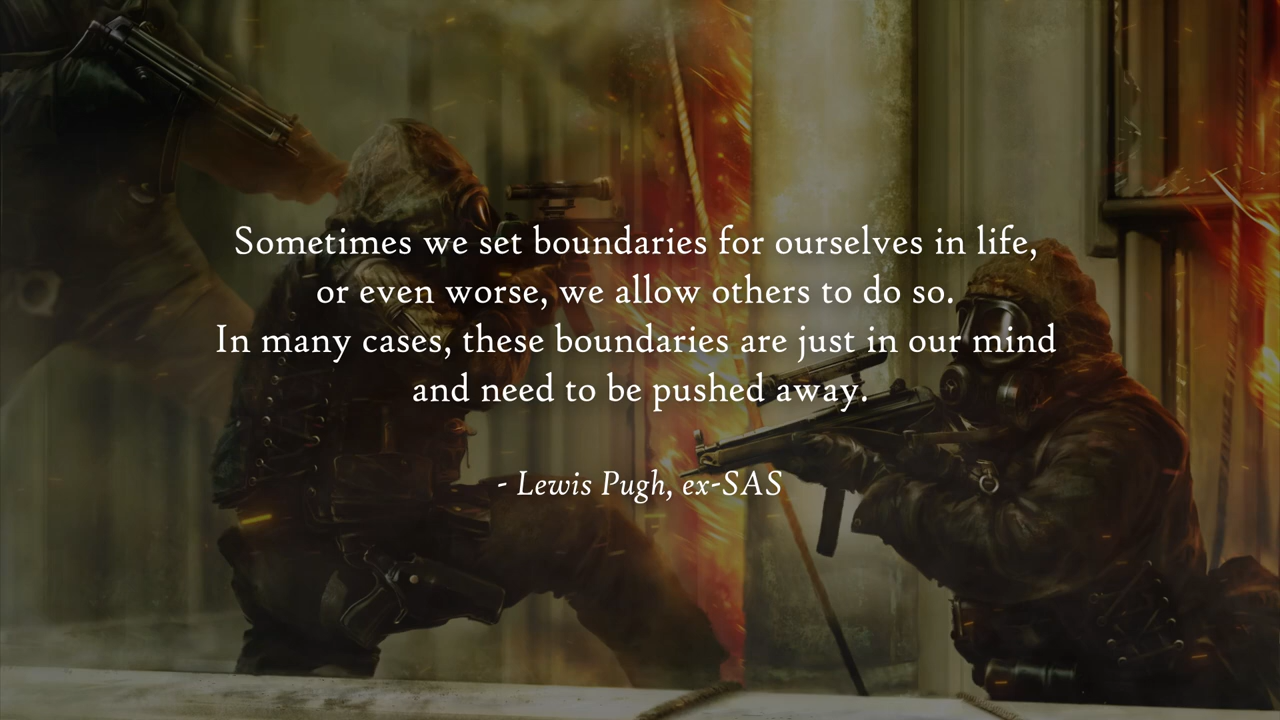 Sometimes we set boundaries for ourselves in life,
or even worse, we allow others to do so.
In many cases, these boundaries are just in our mind
and need to be pushed away.
- Lewis Pugh, ex-SAS